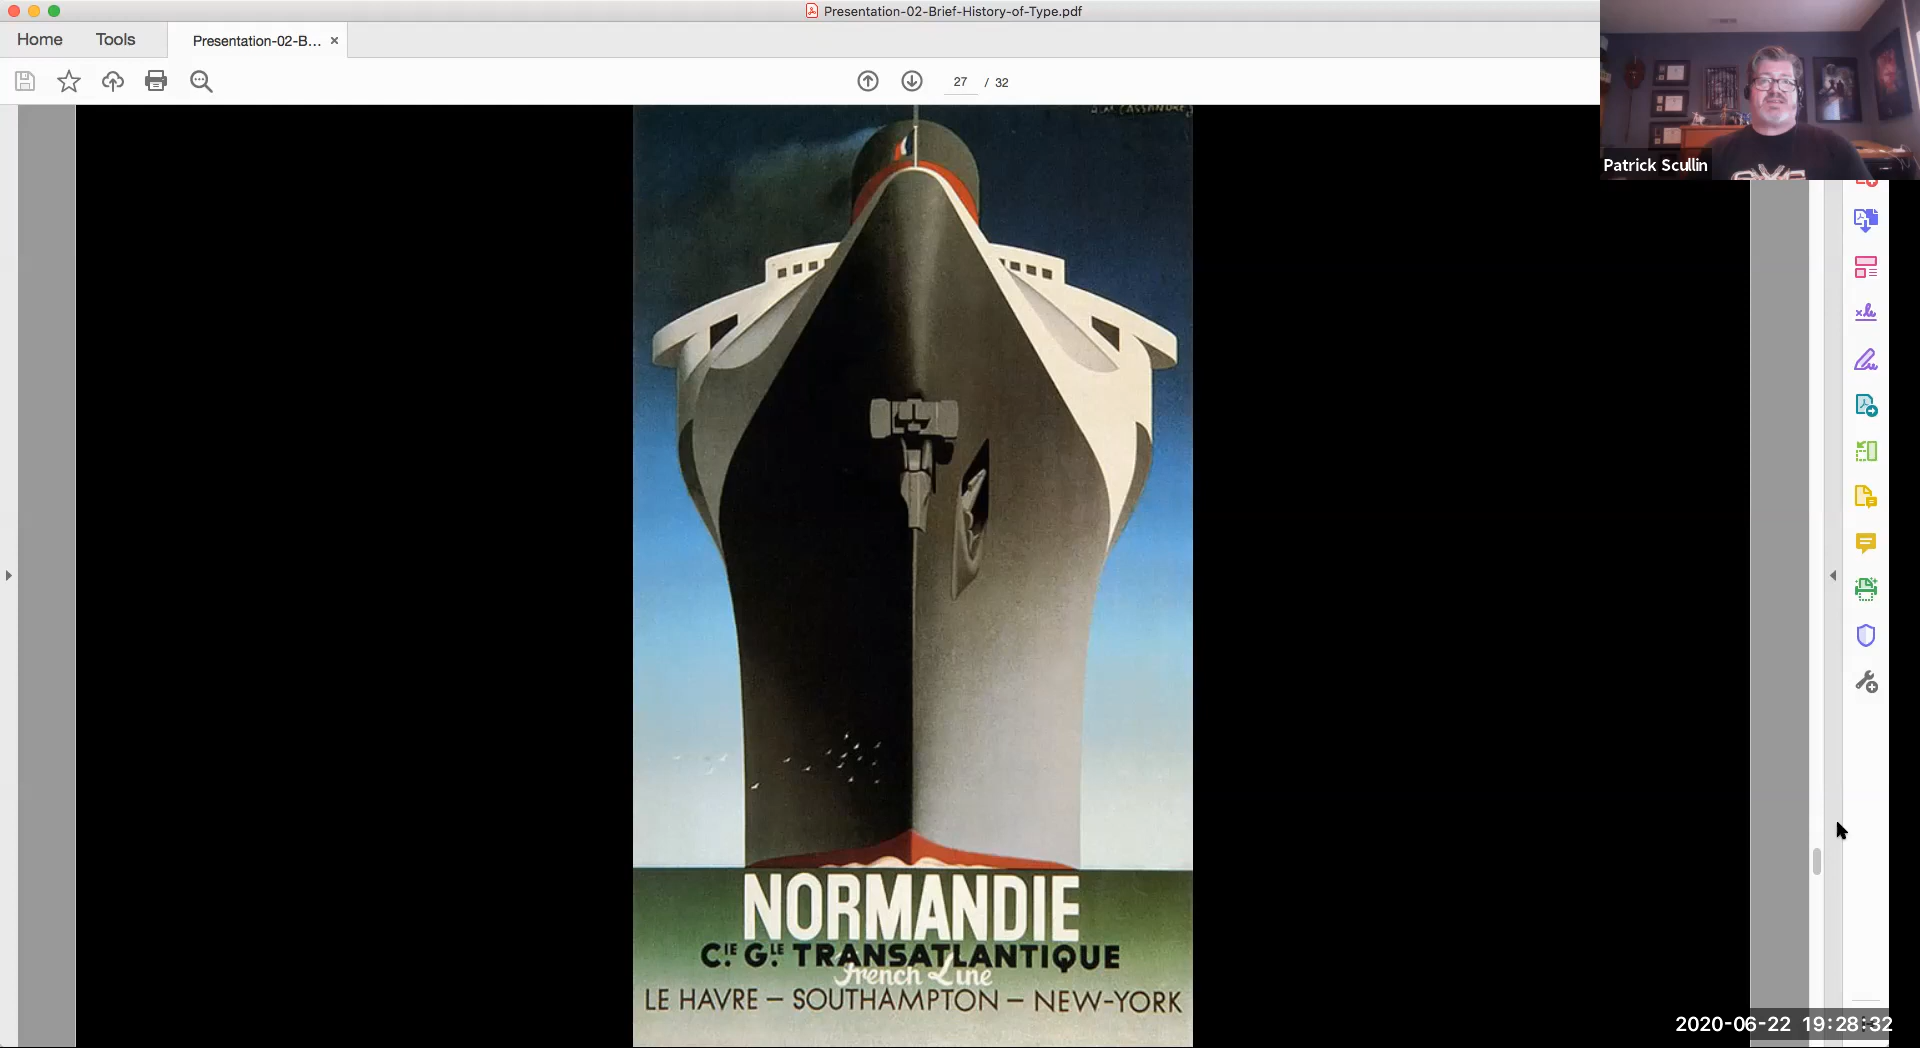 Presentation-02-Brief-History-of-Type.pdf
Home
Tools
Presentation-02-B...
27 / 32
A.M.CASSANDRE
Patrick Scullin
NORMANDIE
CIE GLE TRANSATLANTIQUE
French Line
LE HAVRE – SOUTHAMPTON – NEW-YORK
2020-06-22 19:28:32